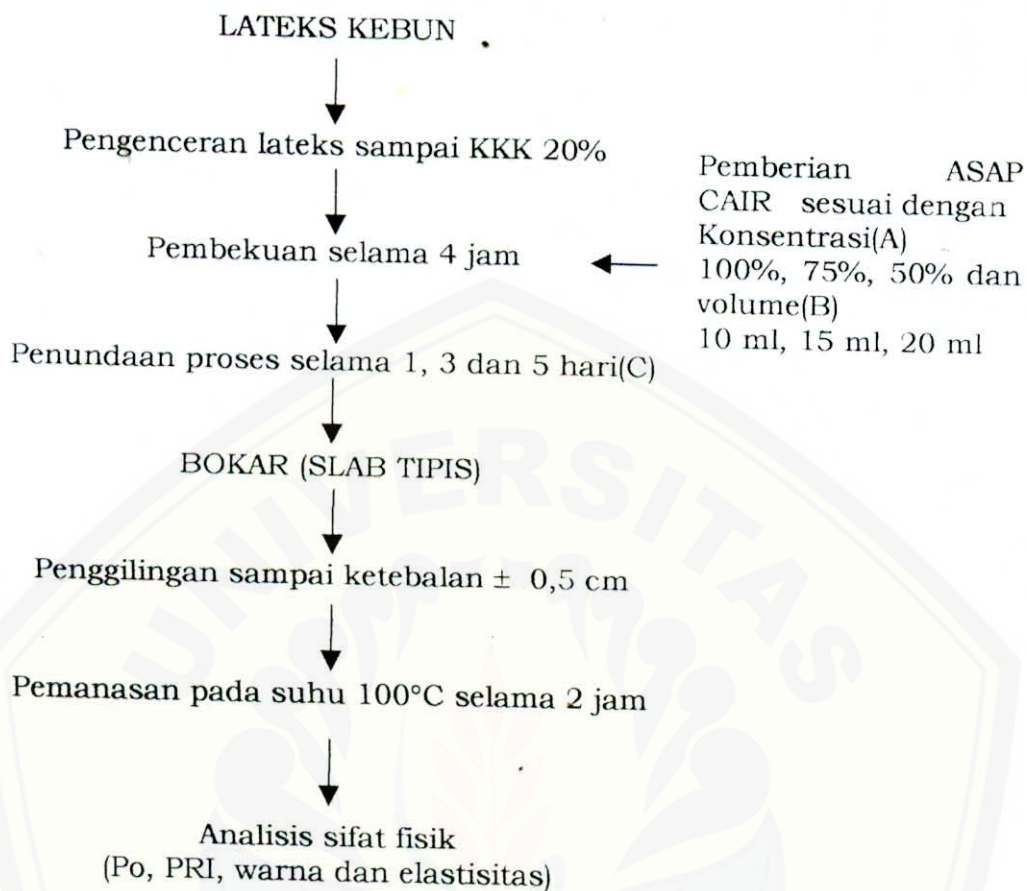 LATEKS KEBUN
Pengenceran lateks sampai KKK 20%
Pembekuan selama 4 jam
Pemberian ASAP
CAIR sesuai dengan
Konsentrasi(A)
100%, 75%, 50% dan
volume(B)
10 ml, 15 ml, 20 ml
Penundaan proses selama 1, 3 dan 5 hari(C)
BOKAR (SLAB TIPIS)
Penggilingan sampai ketebalan ± 0,5 cm
Pemanasan pada suhu 100°C selama 2 jam
Analisis sifat fisik
(Po, PRI, warna dan elastisitas)
UNIVERSITAS